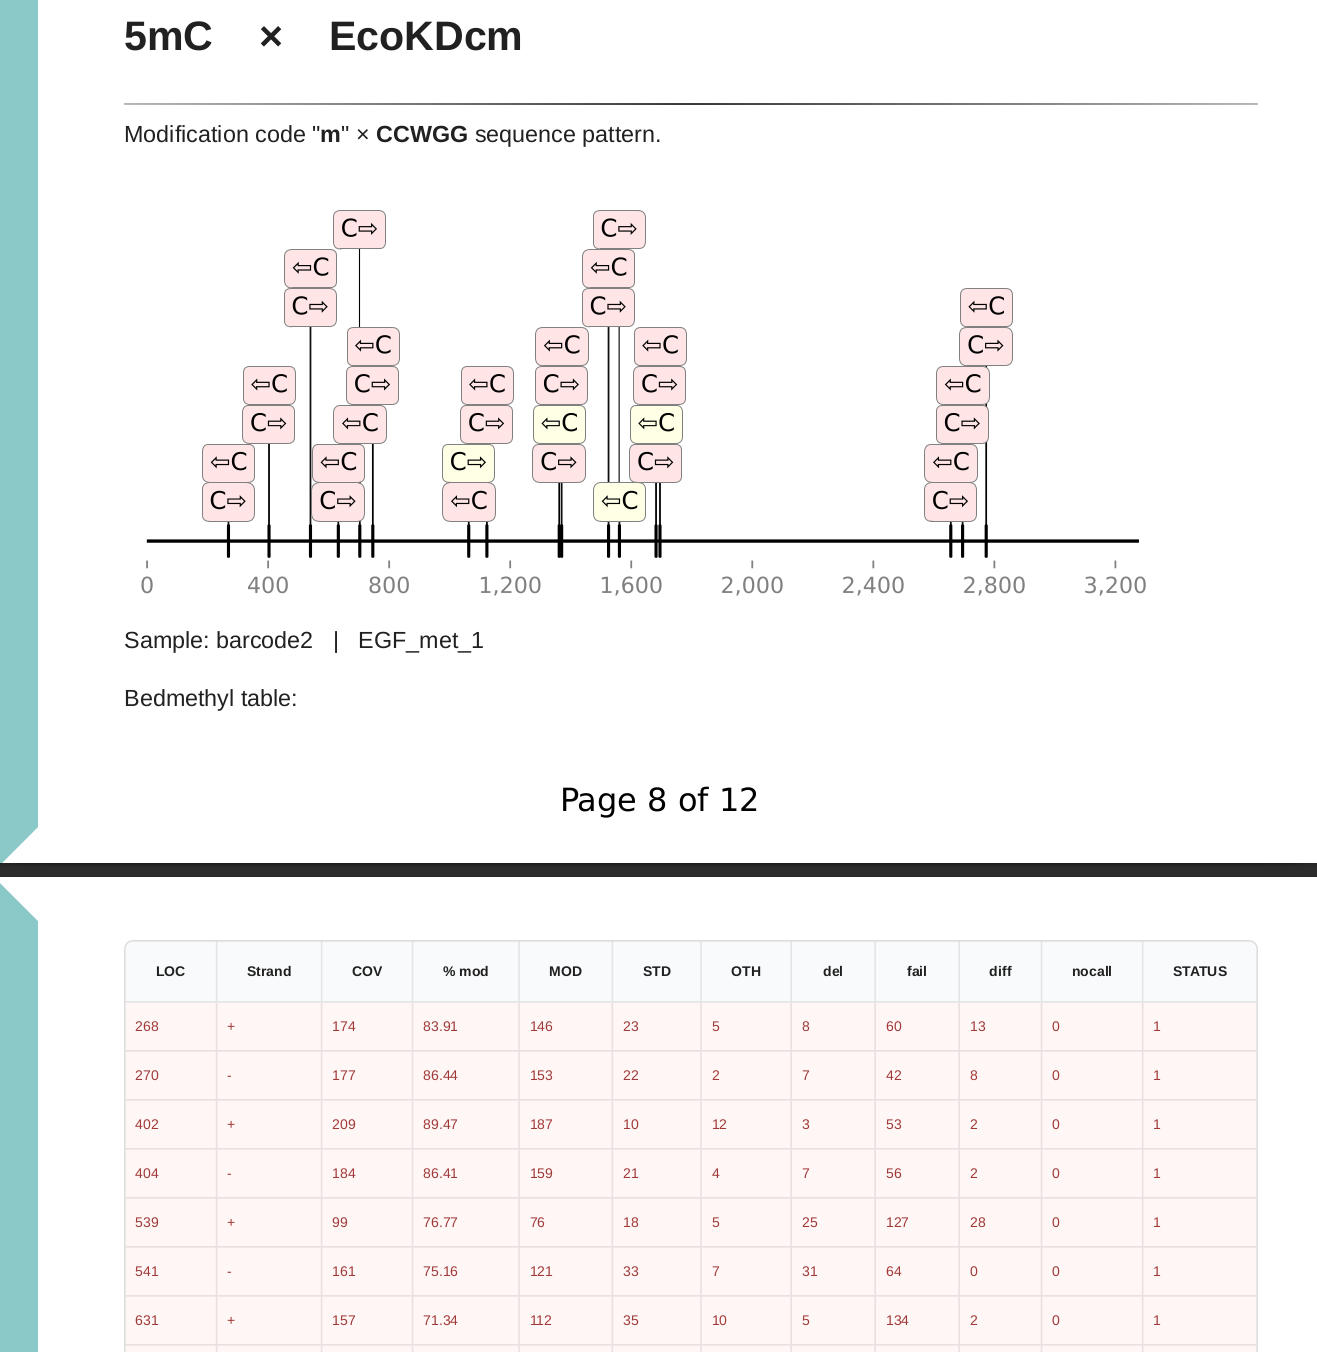 5mC × EcoKDcm
Modification code "m" × CCWGG sequence pattern.
C⇨ C⇨
⇦C ⇦C
C⇨ C⇨ ⇦C
⇦C ⇦C ⇦C C⇨
⇦C C⇨ ⇦C C⇨ C⇨ ⇦C
C⇨ ⇦C C⇨ ⇦C ⇦C C⇨
⇦C ⇦C C⇨ C⇨ C⇨ ⇦C
C⇨ C⇨ ⇦C ⇦C C⇨
0 400 800 1,200 1,600 2,000 2,400 2,800 3,200
Sample: barcode2 | EGF_met_1
Bedmethyl table:
Page 8 of 12
LOC Strand COV % mod MOD STD OTH del fail diff nocall STATUS
268 + 174 83.91 146 23 5 8 60 13 0 1
270 - 177 86.44 153 22 2 7 42 8 0 1
402 + 209 89.47 187 10 12 3 53 2 0 1
404 - 184 86.41 159 21 4 7 56 2 0 1
539 + 99 76.77 76 18 5 25 127 28 0 1
541 - 161 75.16 121 33 7 31 64 0 0 1
631 + 157 71.34 112 35 10 5 134 2 0 1